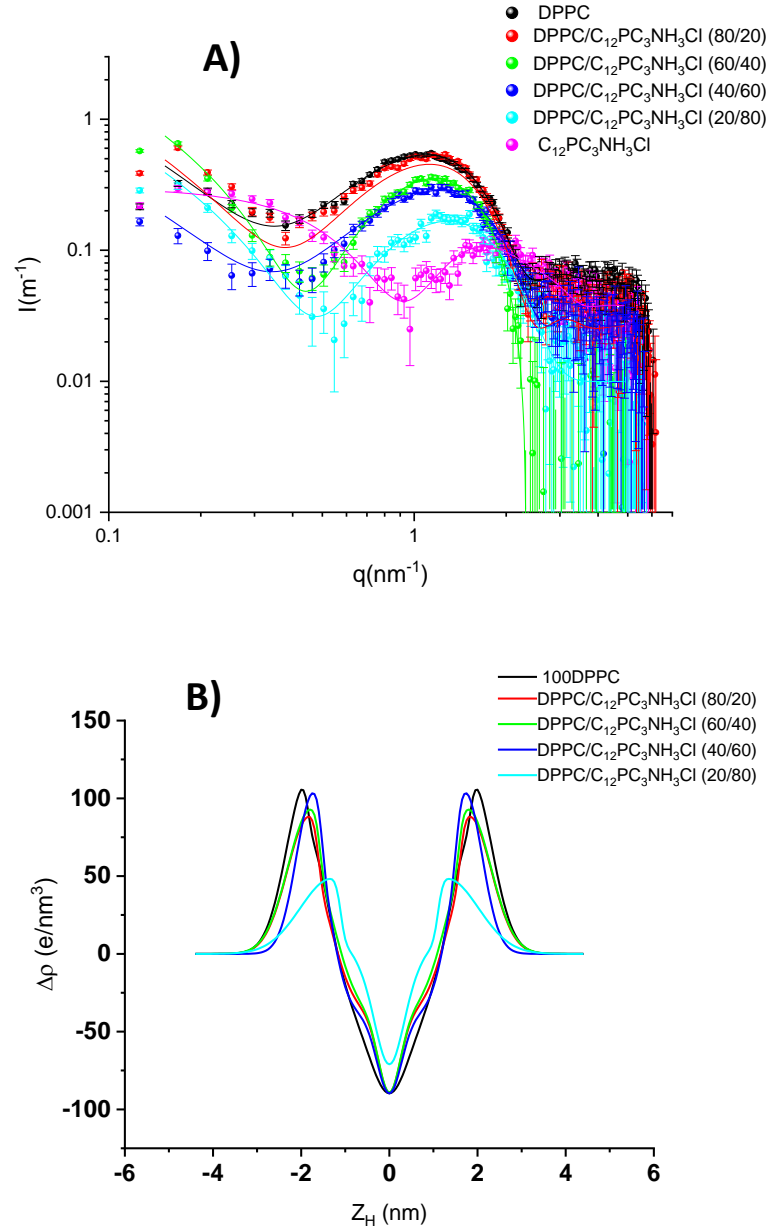 A)
DPPC
DPPC/C₁₂PC₃NH₃Cl (80/20)
DPPC/C₁₂PC₃NH₃Cl (60/40)
DPPC/C₁₂PC₃NH₃Cl (40/60)
DPPC/C₁₂PC₃NH₃Cl (20/80)
C₁₂PC₃NH₃Cl
1
0.1
0.01
0.001
I(m⁻¹)
0.1
1
q(nm⁻¹)
B)
100DPPC
DPPC/C₁₂PC₃NH₃Cl (80/20)
DPPC/C₁₂PC₃NH₃Cl (60/40)
DPPC/C₁₂PC₃NH₃Cl (40/60)
DPPC/C₁₂PC₃NH₃Cl (20/80)
150
100
50
0
-50
-100
Δρ (e/nm³)
-6 -4 -2 0 2 4 6
Z_H (nm)